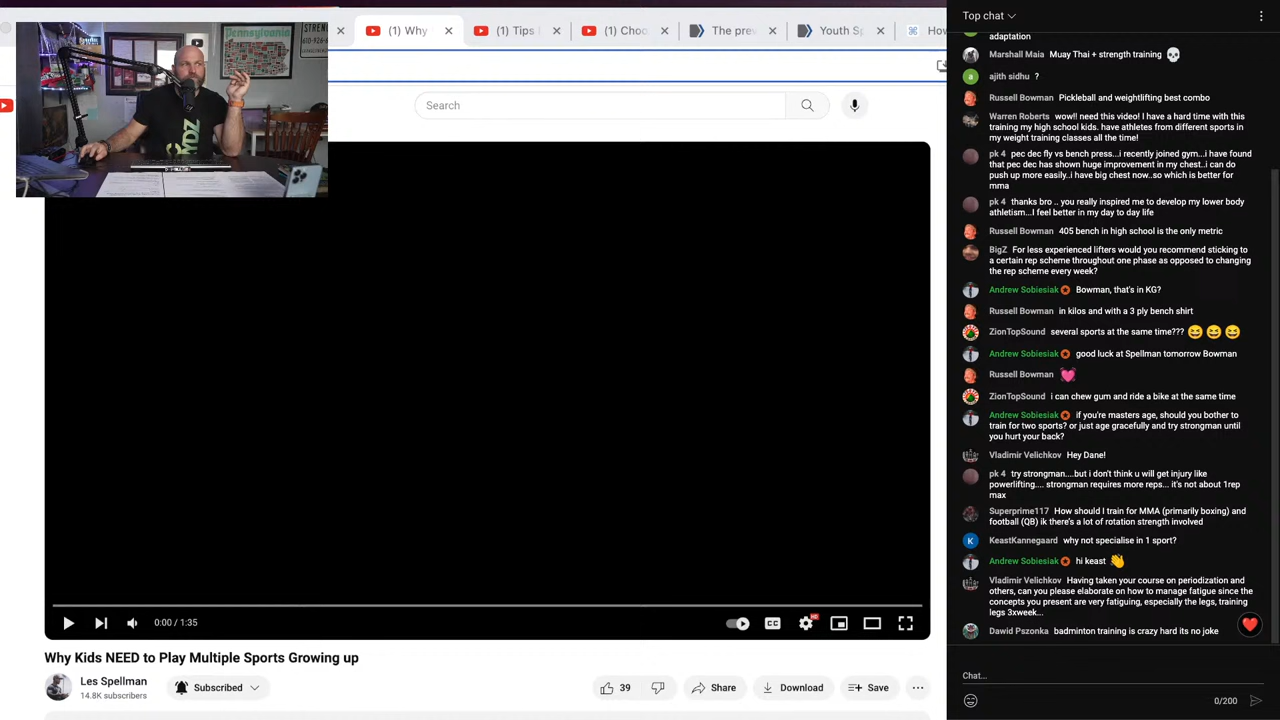 (1) Why
(1) Tips
(1) Choo
The prev
Youth Sp
How
Pennsylvania
STRENG
Search
0:00 / 1:35
CC
HD
Why Kids NEED to Play Multiple Sports Growing up
Les Spellman
14.8K subscribers
Subscribed
39
Share
Download
Save
Top chat
adaptation
Marshall Maia Muay Thai + strength training
a ajith sidhu ?
Russell Bowman Pickleball and weightlifting best combo
Warren Roberts wow!! need this video! I have a hard time with this
training my high school kids. have athletes from different sports in
my weight training classes all the time!
pk 4 pec dec fly vs bench press...i recently joined gym...i have found
that pec dec has shown huge improvement in my chest...i can do
push up more easily..i have big chest now..so which is better for
mma
pk 4 thanks bro .. you really inspired me to develop my lower body
athletism...I feel better in my day to day life
Russell Bowman 405 bench in high school is the only metric
BigZ For less experienced lifters would you recommend sticking to
a certain rep scheme throughout one phase as opposed to changing
the rep scheme every week?
Andrew Sobiesiak Bowman, that's in KG?
Russell Bowman in kilos and with a 3 ply bench shirt
ZionTopSound several sports at the same time???
Andrew Sobiesiak good luck at Spellman tomorrow Bowman
Russell Bowman
ZionTopSound i can chew gum and ride a bike at the same time
Andrew Sobiesiak if you're masters age, should you bother to
train for two sports? or just age gracefully and try strongman until
you hurt your back?
Vladimir Velichkov Hey Dane!
pk 4 try strongman....but i don't think u will get injury like
powerlifting.... strongman requires more reps... it's not about 1rep
max
Superprime117 How should I train for MMA (primarily boxing) and
football (QB) ik there's a lot of rotation strength involved
K KeastKannegaard why not specialise in 1 sport?
Andrew Sobiesiak hi keast
Vladimir Velichkov Having taken your course on periodization and
others, can you please elaborate on how to manage fatigue since the
concepts you present are very fatiguing, especially the legs, training
legs 3xweek...
Dawid Pszonka badminton training is crazy hard its no joke
Chat...
0/200